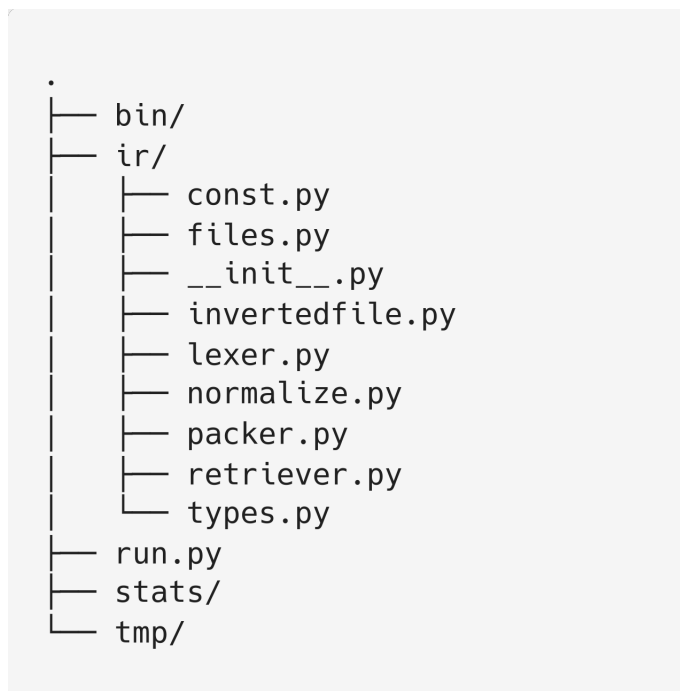 .
├── bin/
├── ir/
│   ├── const.py
│   ├── files.py
│   ├── __init__.py
│   ├── invertedfile.py
│   ├── lexer.py
│   ├── normalize.py
│   ├── packer.py
│   ├── retriever.py
│   └── types.py
├── run.py
├── stats/
└── tmp/